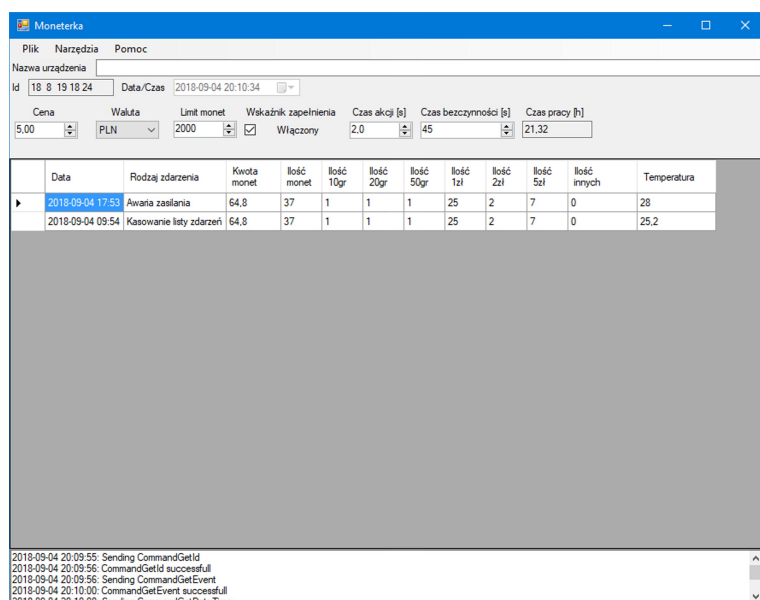 Moneterka
Plik Narzędzia Pomoc
Nazwa urządzenia
Id 18 8 19 18 24 Data/Czas 2018-09-04 20:10:34
Cena Waluta Limit monet Wskaźnik zapełnienia Czas akcji [s] Czas bezczynności [s] Czas pracy [h]
5,00 PLN 2000 Włączony 2,0 45 21,32
Data Rodzaj zdarzenia Kwota monet Ilość monet Ilość 10gr Ilość 20gr Ilość 50gr Ilość 1zł Ilość 2zł Ilość 5zł Ilość innych Temperatura
2018-09-04 17:53 Awaria zasilania 64,8 37 1 1 1 25 2 7 0 28
2018-09-04 09:54 Kasowanie listy zdarzeń 64,8 37 1 1 1 25 2 7 0 25,2
2018-09-04 20:09:55: Sending CommandGetId
2018-09-04 20:09:56: CommandGetId successfull
2018-09-04 20:09:56: Sending CommandGetEvent
2018-09-04 20:10:00: CommandGetEvent successfull